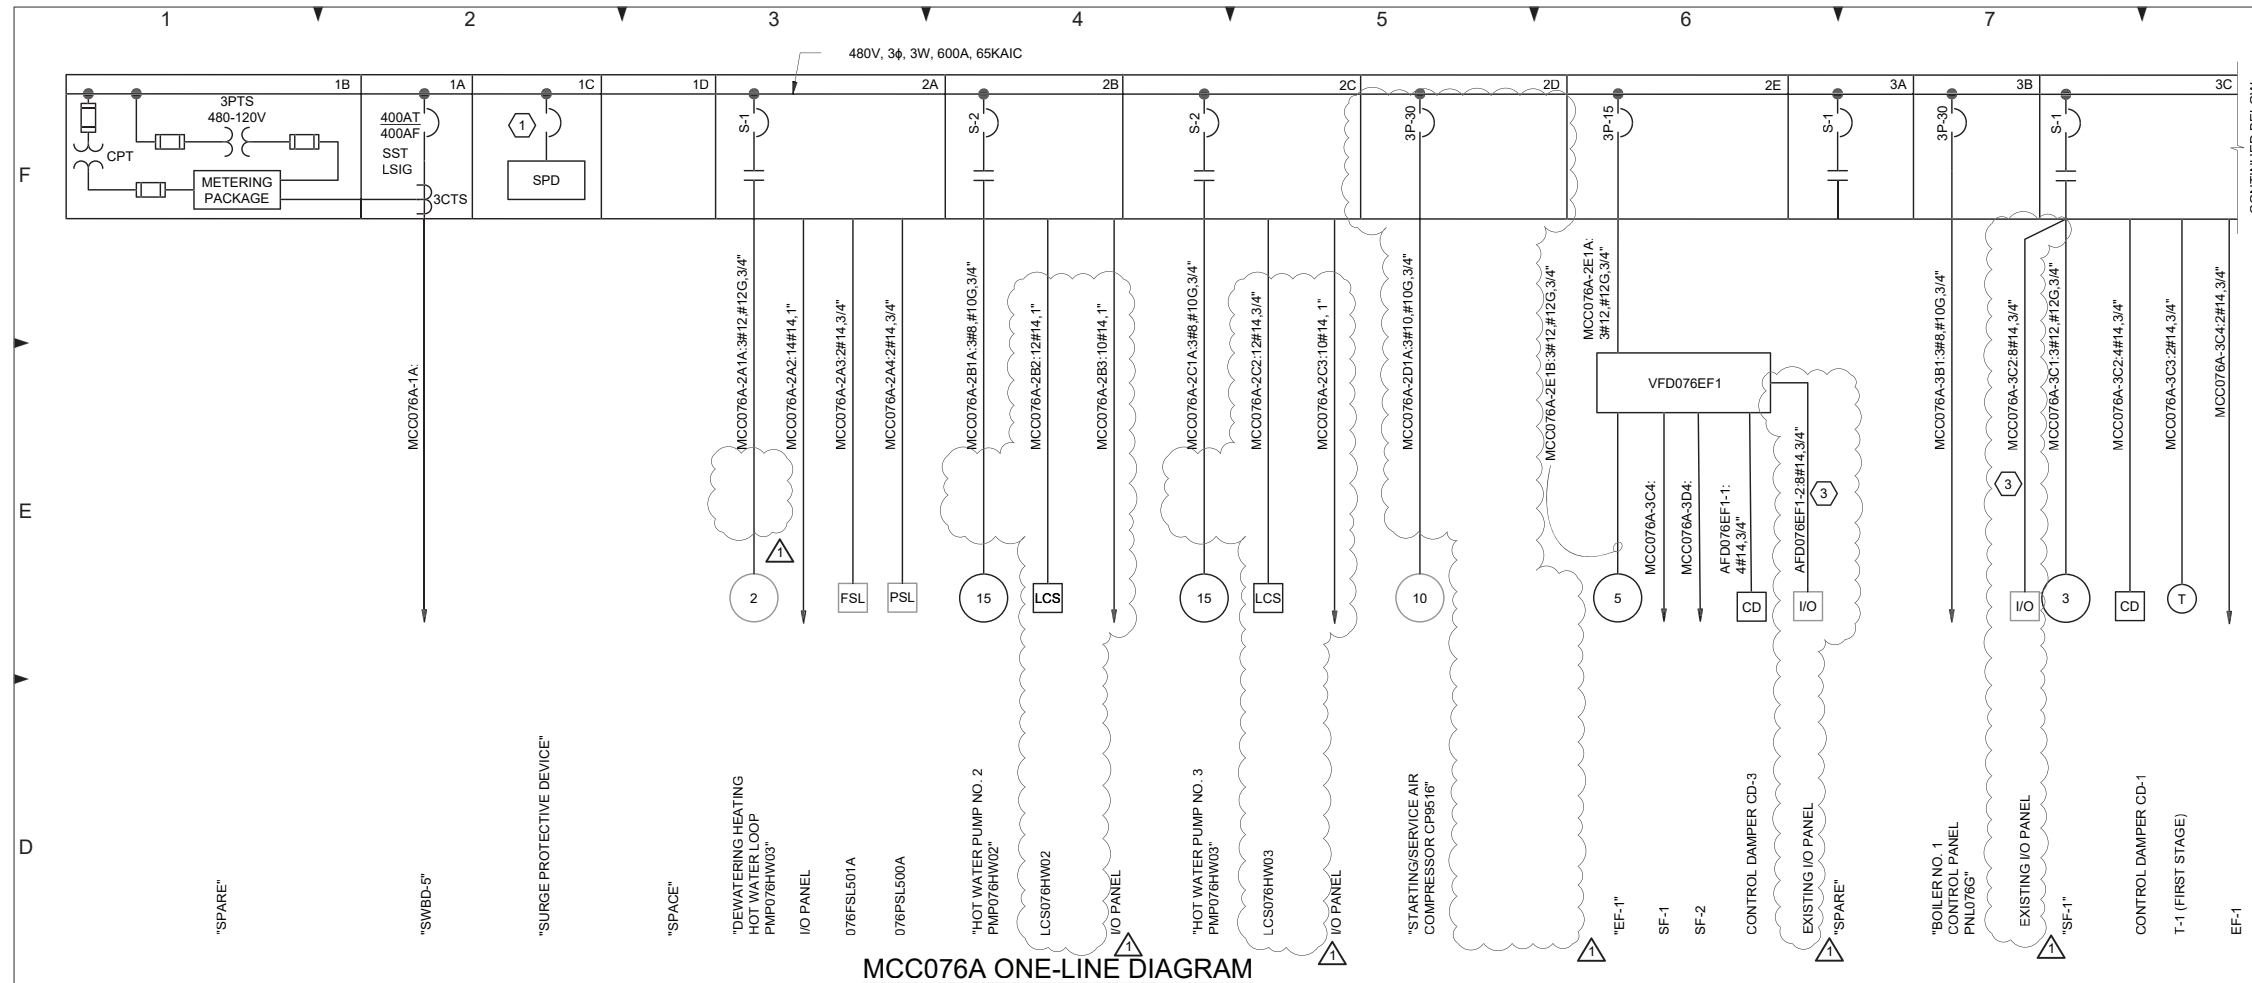 1 2 3 4 5 6 7
480V, 3ϕ, 3W, 600A, 65KAIC
1B 1A 1C 1D 2A 2B 2C 2D 2E 3A 3B 3C
F
CPT
3PTS
480-120V
METERING
PACKAGE
400AT
400AF
SST
LSIG
3CTS
1
SPD
S-1
S-2
S-2
3P-30
3P-15
S-1
3P-30
S-1
E
MCC076A-1A:
MCC076A-2A1A:3#12,#12G,3/4"
MCC076A-2A2:14#14,1"
MCC076A-2A3:2#14,3/4"
MCC076A-2A4:2#14,3/4"
MCC076A-2B1A:3#8,#10G,3/4"
MCC076A-2B2:12#14,1"
MCC076A-2B3:10#14,1"
MCC076A-2C1A:3#8,#10G,3/4"
MCC076A-2C2:12#14,3/4"
MCC076A-2C3:10#14, 1"
MCC076A-2D1A:3#10,#10G,3/4"
MCC076A-2E1B:3#12,#12G,3/4"
MCC076A-2E1A:
3#12,#12G,3/4"
VFD076EF1
MCC076A-3C4:
MCC076A-3D4:
AFD076EF1-1:
4#14,3/4"
AFD076EF1-2:8#14,3/4"
3
MCC076A-3B1:3#8,#10G,3/4"
MCC076A-3C2:8#14,3/4"
3
MCC076A-3C1:3#12,#12G,3/4"
MCC076A-3C2:4#14,3/4"
MCC076A-3C3:2#14,3/4"
MCC076A-3C4:2#14,3/4"
1
2 FSL PSL 15 LCS 15 LCS 10 5 CD I/O I/O 3 CD T
D
"SPARE"
"SWBD-5"
"SURGE PROTECTIVE DEVICE"
"SPACE"
"DEWATERING HEATING
HOT WATER LOOP
PMP076HW03"
I/O PANEL
076FSL501A
076PSL500A
"HOT WATER PUMP NO. 2
PMP076HW02"
LCS076HW02
I/O PANEL
1
"HOT WATER PUMP NO. 3
PMP076HW03"
LCS076HW03
I/O PANEL
1
"STARTING/SERVICE AIR
COMPRESSOR CP9516"
1
"EF-1"
SF-1
SF-2
CONTROL DAMPER CD-3
EXISTING I/O PANEL
1
"SPARE"
"BOILER NO. 1
CONTROL PANEL
PNL076G"
EXISTING I/O PANEL
1
"SF-1"
CONTROL DAMPER CD-1
T-1 (FIRST STAGE)
EF-1
MCC076A ONE-LINE DIAGRAM